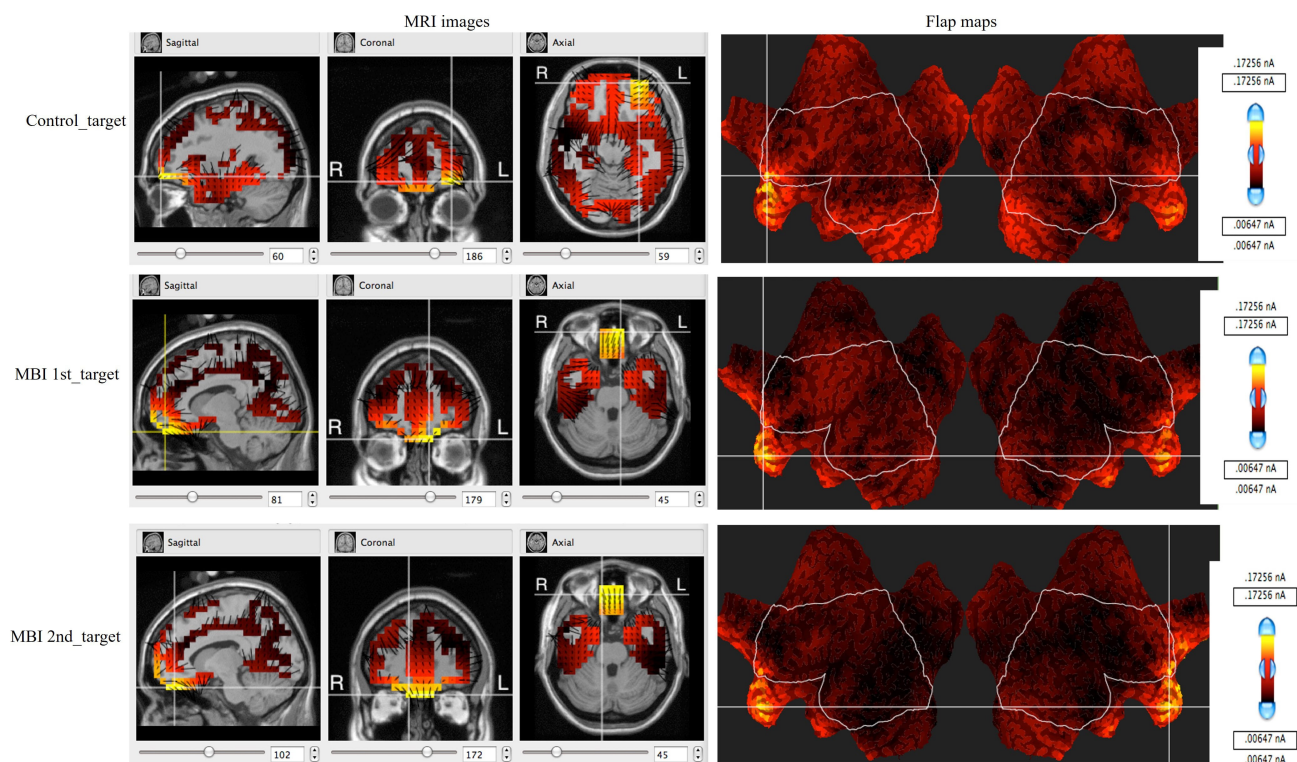 MRI images
Flap maps
Control_target
Sagittal
Coronal
Axial
R
L
R
L
60
186
59
.17256 nA
.17256 nA
.00647 nA
.00647 nA
MBI 1st_target
Sagittal
Coronal
Axial
R
L
R
L
81
179
45
.17256 nA
.17256 nA
.00647 nA
.00647 nA
MBI 2nd_target
Sagittal
Coronal
Axial
R
L
R
L
102
172
45
.17256 nA
.17256 nA
.00647 nA
.00647 nA